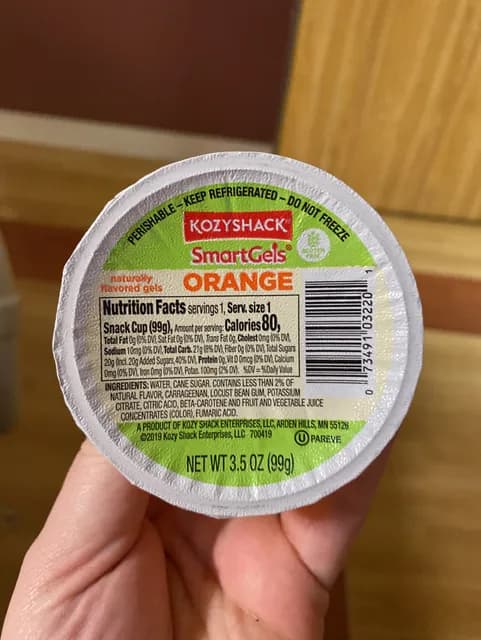 PERISHABLE – KEEP REFRIGERATED – DO NOT FREEZE
KOZYSHACK®
SmartGels®
GLUTEN FREE
naturally
flavored gels
ORANGE
Nutrition Facts servings 1, Serv. size 1
Snack Cup (99g), Amount per serving: Calories 80,
Total Fat 0g (0% DV), Sat Fat 0g (0% DV), Trans Fat 0g, Cholest 0mg (0% DV),
Sodium 10mg (0% DV), Total Carb. 21g (8% DV), Fiber 0g (0% DV), Total Sugars
20g (Incl. 20g Added Sugars, 40% DV), Protein 0g, Vit D 0mcg (0% DV), Calcium
0mg (0% DV), Iron 0mg (0% DV), Potas. 100mg (2% DV). %DV = %Daily Value
INGREDIENTS: WATER, CANE SUGAR, CONTAINS LESS THAN 2% OF
NATURAL FLAVOR, CARRAGEENAN, LOCUST BEAN GUM, POTASSIUM
CITRATE, CITRIC ACID, BETA-CAROTENE AND FRUIT AND VEGETABLE JUICE
CONCENTRATES (COLOR), FUMARIC ACID.
A PRODUCT OF KOZY SHACK ENTERPRISES, LLC, ARDEN HILLS, MN 55126
©2019 Kozy Shack Enterprises, LLC 700419
U PAREVE
NET WT 3.5 OZ (99g)
0 73491 03220 1